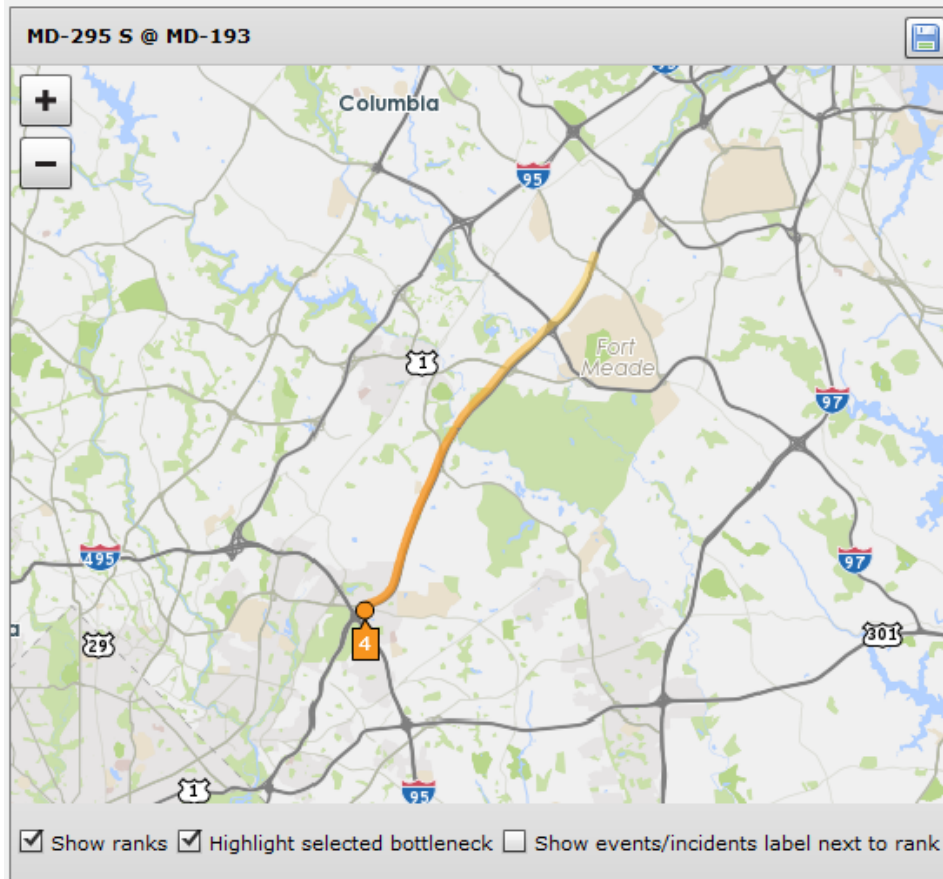 MD-295 S @ MD-193
+
−
Columbia
95
1
Fort
Meade
97
495
97
a
29
301
4
1
95
Show ranks Highlight selected bottleneck Show events/incidents label next to rank